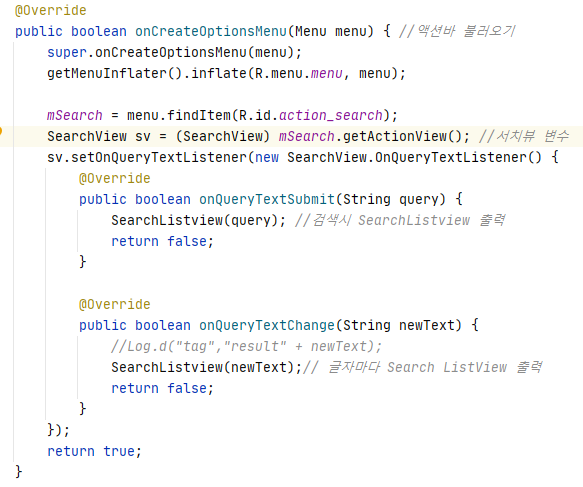 @Override
public boolean onCreateOptionsMenu(Menu menu) { //액션바 불러오기
    super.onCreateOptionsMenu(menu);
    getMenuInflater().inflate(R.menu.menu, menu);

    mSearch = menu.findItem(R.id.action_search);
    SearchView sv = (SearchView) mSearch.getActionView(); //서치뷰 변수
    sv.setOnQueryTextListener(new SearchView.OnQueryTextListener() {
        @Override
        public boolean onQueryTextSubmit(String query) {
            SearchListview(query); //검색시 SearchListview 출력
            return false;
        }

        @Override
        public boolean onQueryTextChange(String newText) {
            //Log.d("tag","result" + newText);
            SearchListview(newText);// 글자마다 Search ListView 출력
            return false;
        }
    });
    return true;
}